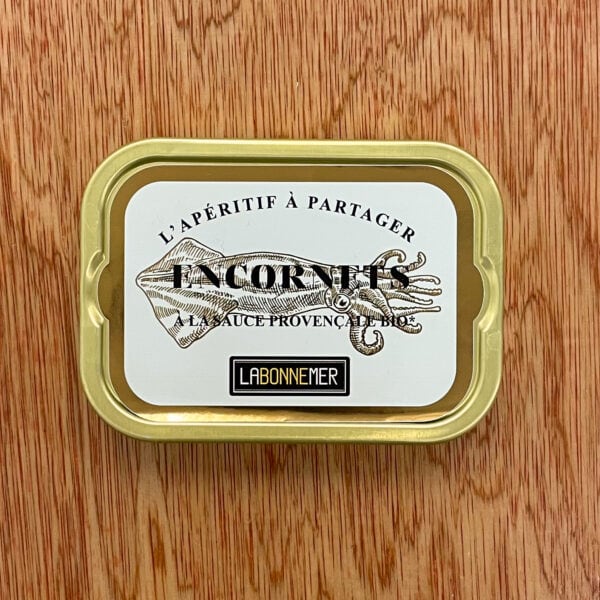 L'APÉRITIF À PARTAGER
ENCORNETS
À LA SAUCE PROVENÇALE BIO*
LABONNEMER